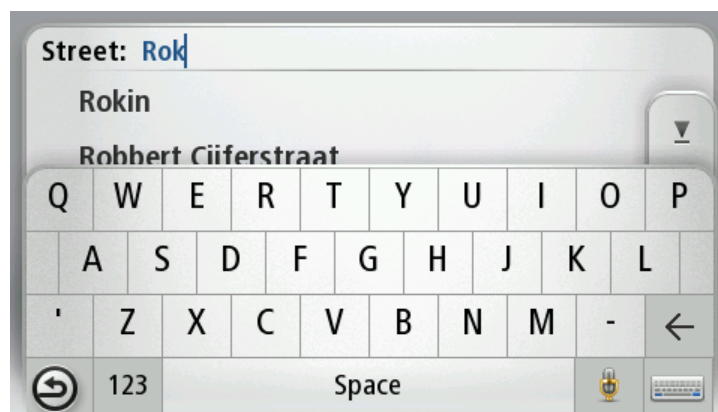 Street: Rok
Rokin
Robbert Cijferstraat
Q W E R T Y U I O P
A S D F G H J K L
' Z X C V B N M -
123 Space